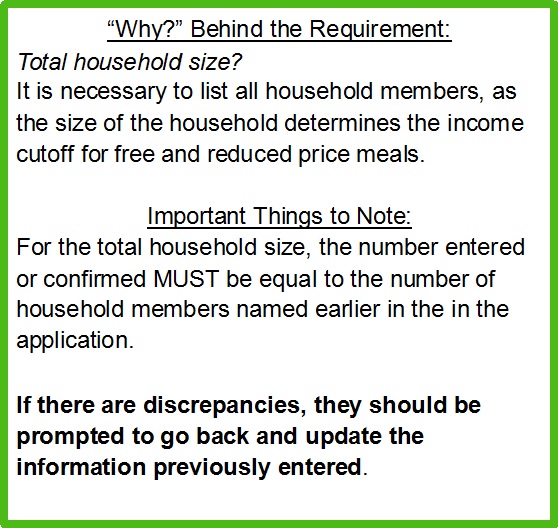 “Why?” Behind the Requirement:
Total household size?
It is necessary to list all household members, as
the size of the household determines the income
cutoff for free and reduced price meals.
Important Things to Note:
For the total household size, the number entered
or confirmed MUST be equal to the number of
household members named earlier in the in the
application.
If there are discrepancies, they should be
prompted to go back and update the
information previously entered.